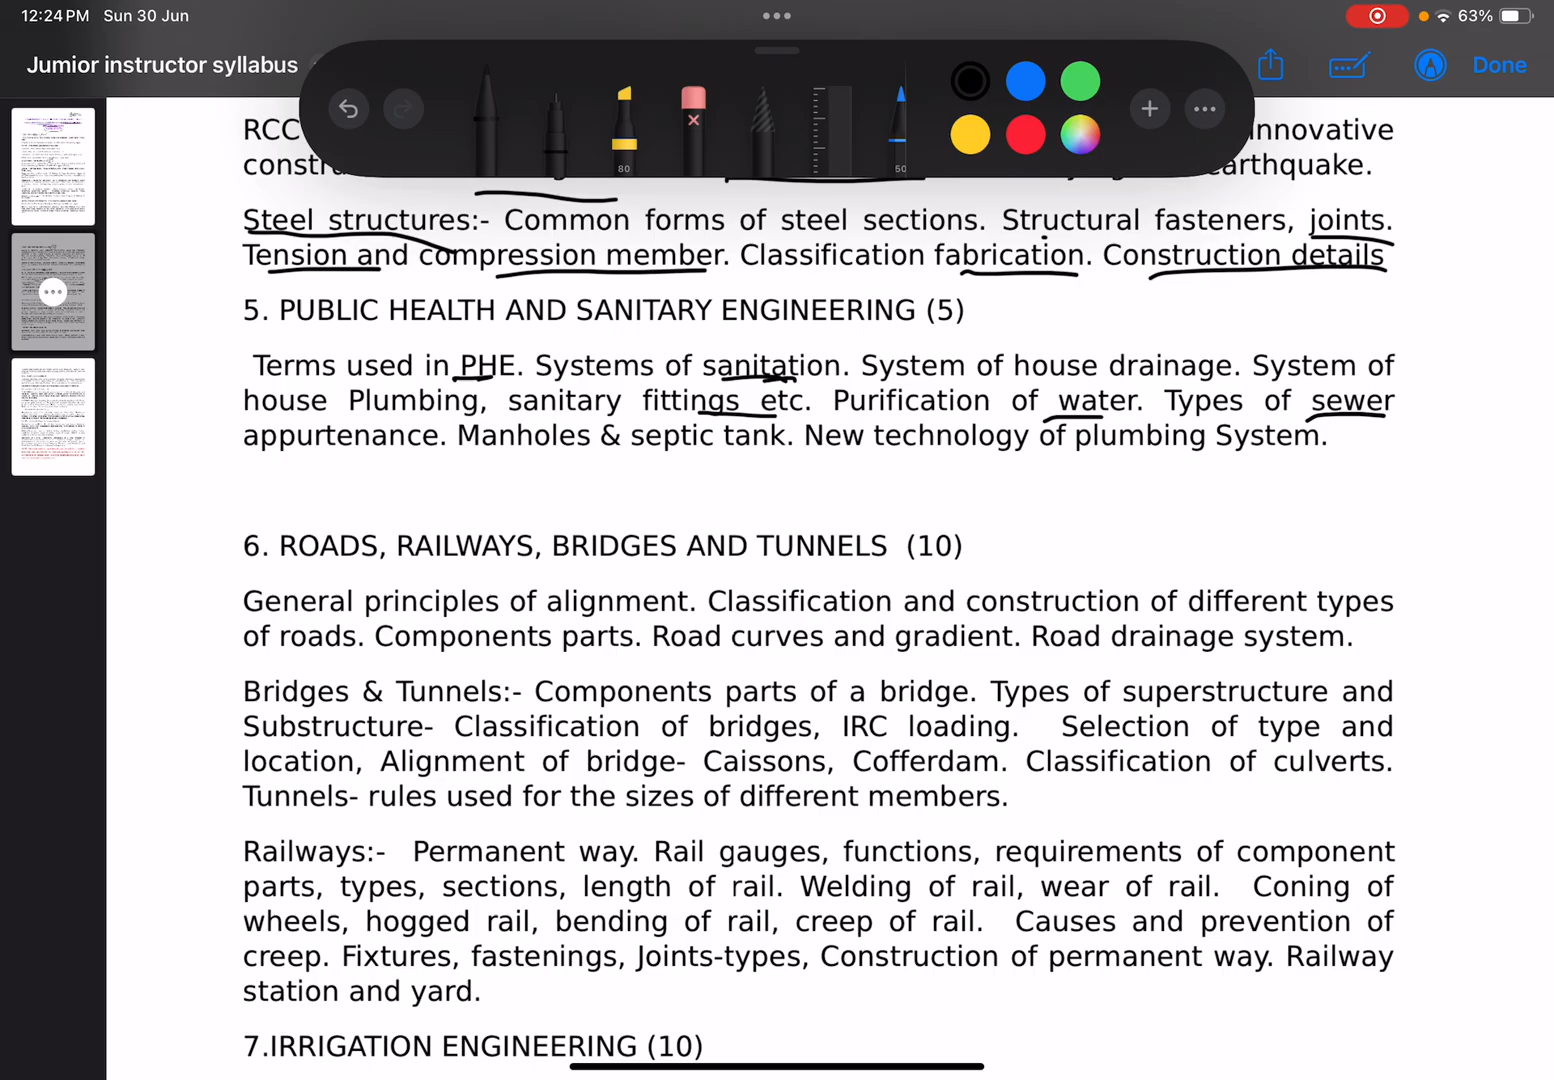 12:24 PM Sun 30 Jun
63%
Jumior instructor syllabus
Done
80
50
RCC
Innovative
constr
arthquake.
Steel structures:- Common forms of steel sections. Structural fasteners, joints.
Tension and compression member. Classification fabrication. Construction details
5. PUBLIC HEALTH AND SANITARY ENGINEERING (5)
Terms used in PHE. Systems of sanitation. System of house drainage. System of
house Plumbing, sanitary fittings etc. Purification of water. Types of sewer
appurtenance. Manholes & septic tank. New technology of plumbing System.
6. ROADS, RAILWAYS, BRIDGES AND TUNNELS (10)
General principles of alignment. Classification and construction of different types
of roads. Components parts. Road curves and gradient. Road drainage system.
Bridges & Tunnels:- Components parts of a bridge. Types of superstructure and
Substructure- Classification of bridges, IRC loading. Selection of type and
location, Alignment of bridge- Caissons, Cofferdam. Classification of culverts.
Tunnels- rules used for the sizes of different members.
Railways:- Permanent way. Rail gauges, functions, requirements of component
parts, types, sections, length of rail. Welding of rail, wear of rail. Coning of
wheels, hogged rail, bending of rail, creep of rail. Causes and prevention of
creep. Fixtures, fastenings, Joints-types, Construction of permanent way. Railway
station and yard.
7.IRRIGATION ENGINEERING (10)